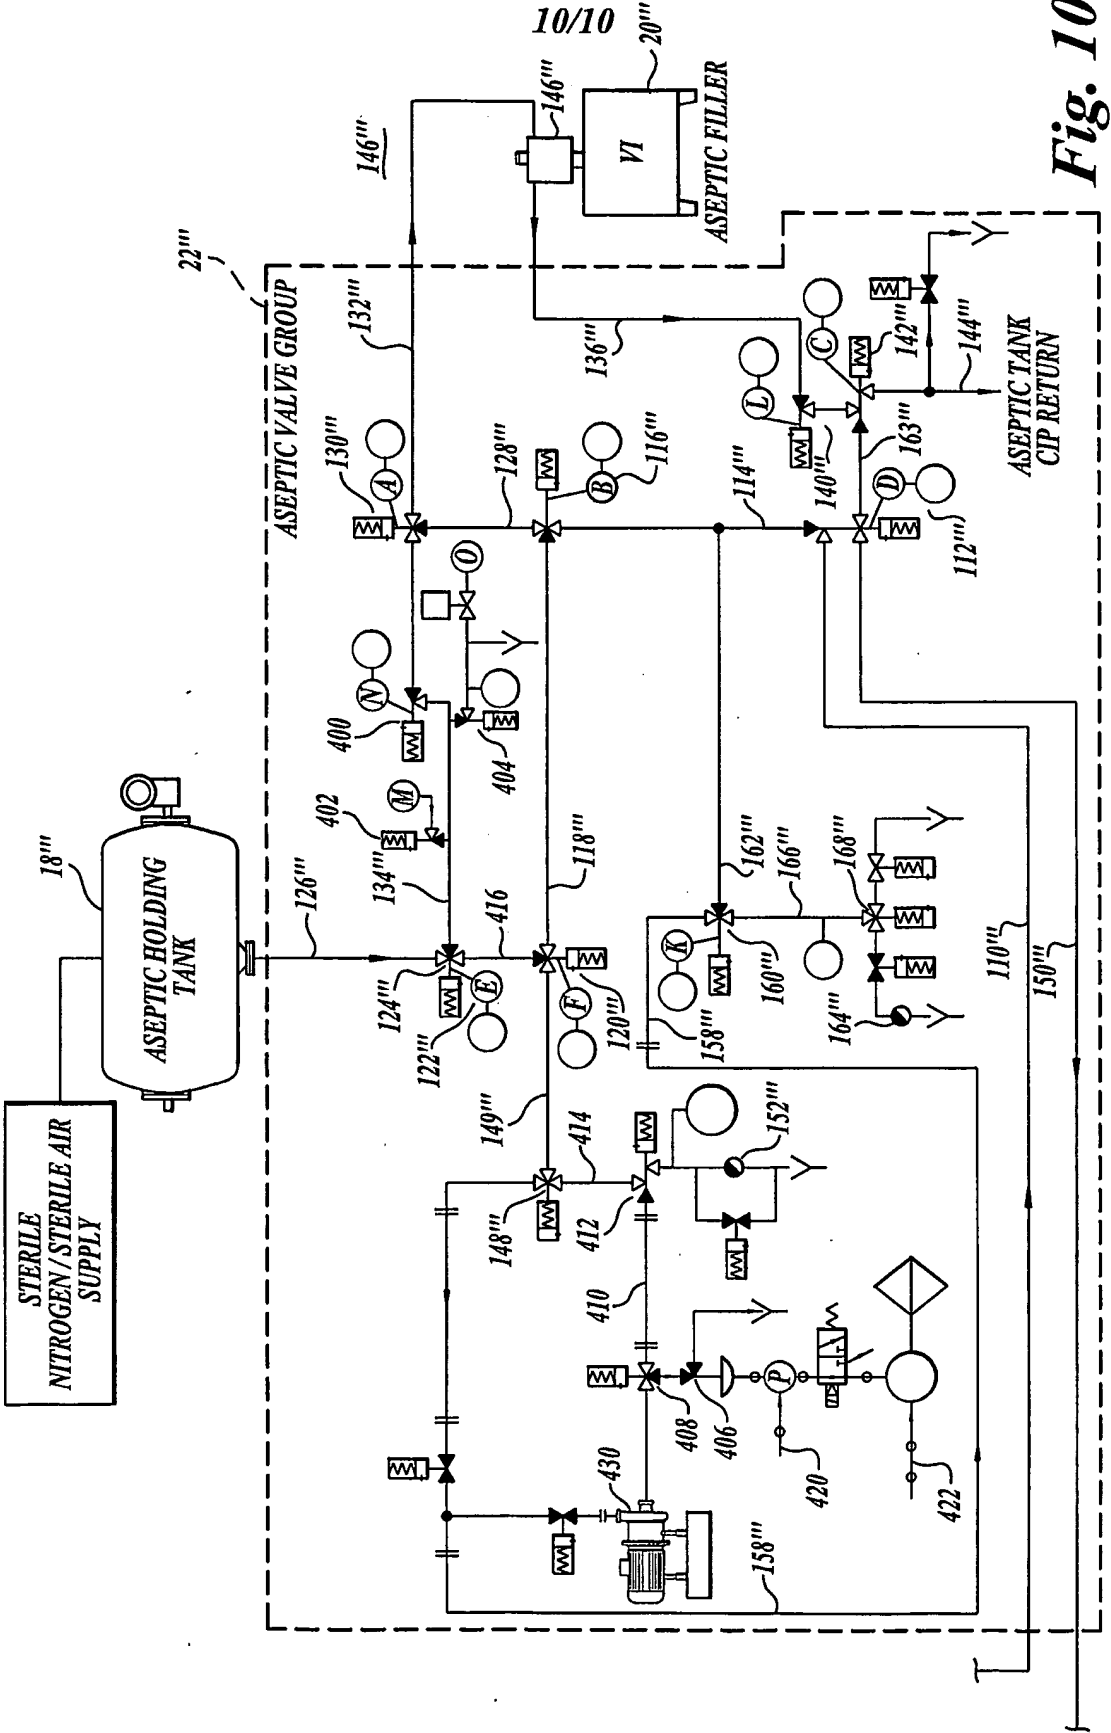 10/10
Fig. 10
STERILE
NITROGEN / STERILE AIR
SUPPLY
18'''
ASEPTIC HOLDING
TANK
126'''
22'''
ASEPTIC VALVE GROUP
146'''
146'''
20'''
VI
ASEPTIC FILLER
132'''
130'''
A
128'''
B
116'''
136'''
L
C
142'''
144'''
140'''
163'''
ASEPTIC TANK
CIP RETURN
114'''
D
112'''
N
400
O
404
402
M
134'''
118'''
416
124'''
122'''
E
F
120'''
149'''
414
148'''
412
152'''
410
K
162'''
160'''
166'''
168'''
164'''
158'''
110'''
150'''
408
406
P
420
422
430
158'''